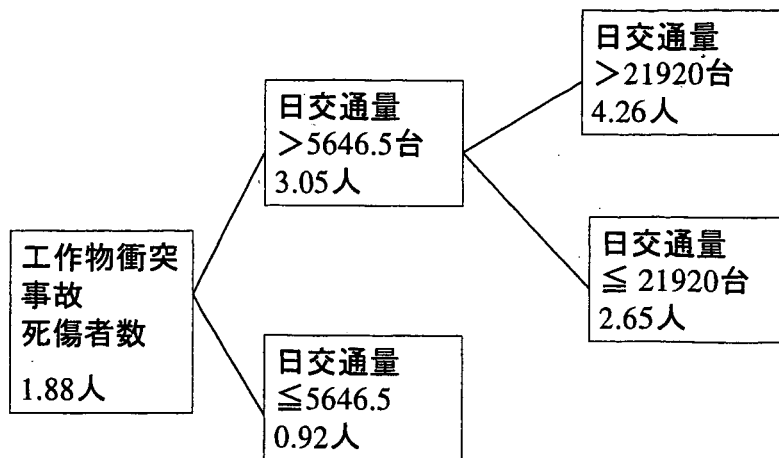 工作物衝突
事故
死傷者数
1.88人
日交通量
＞5646.5台
3.05人
日交通量
≦5646.5
0.92人
日交通量
＞21920台
4.26人
日交通量
≦ 21920台
2.65人